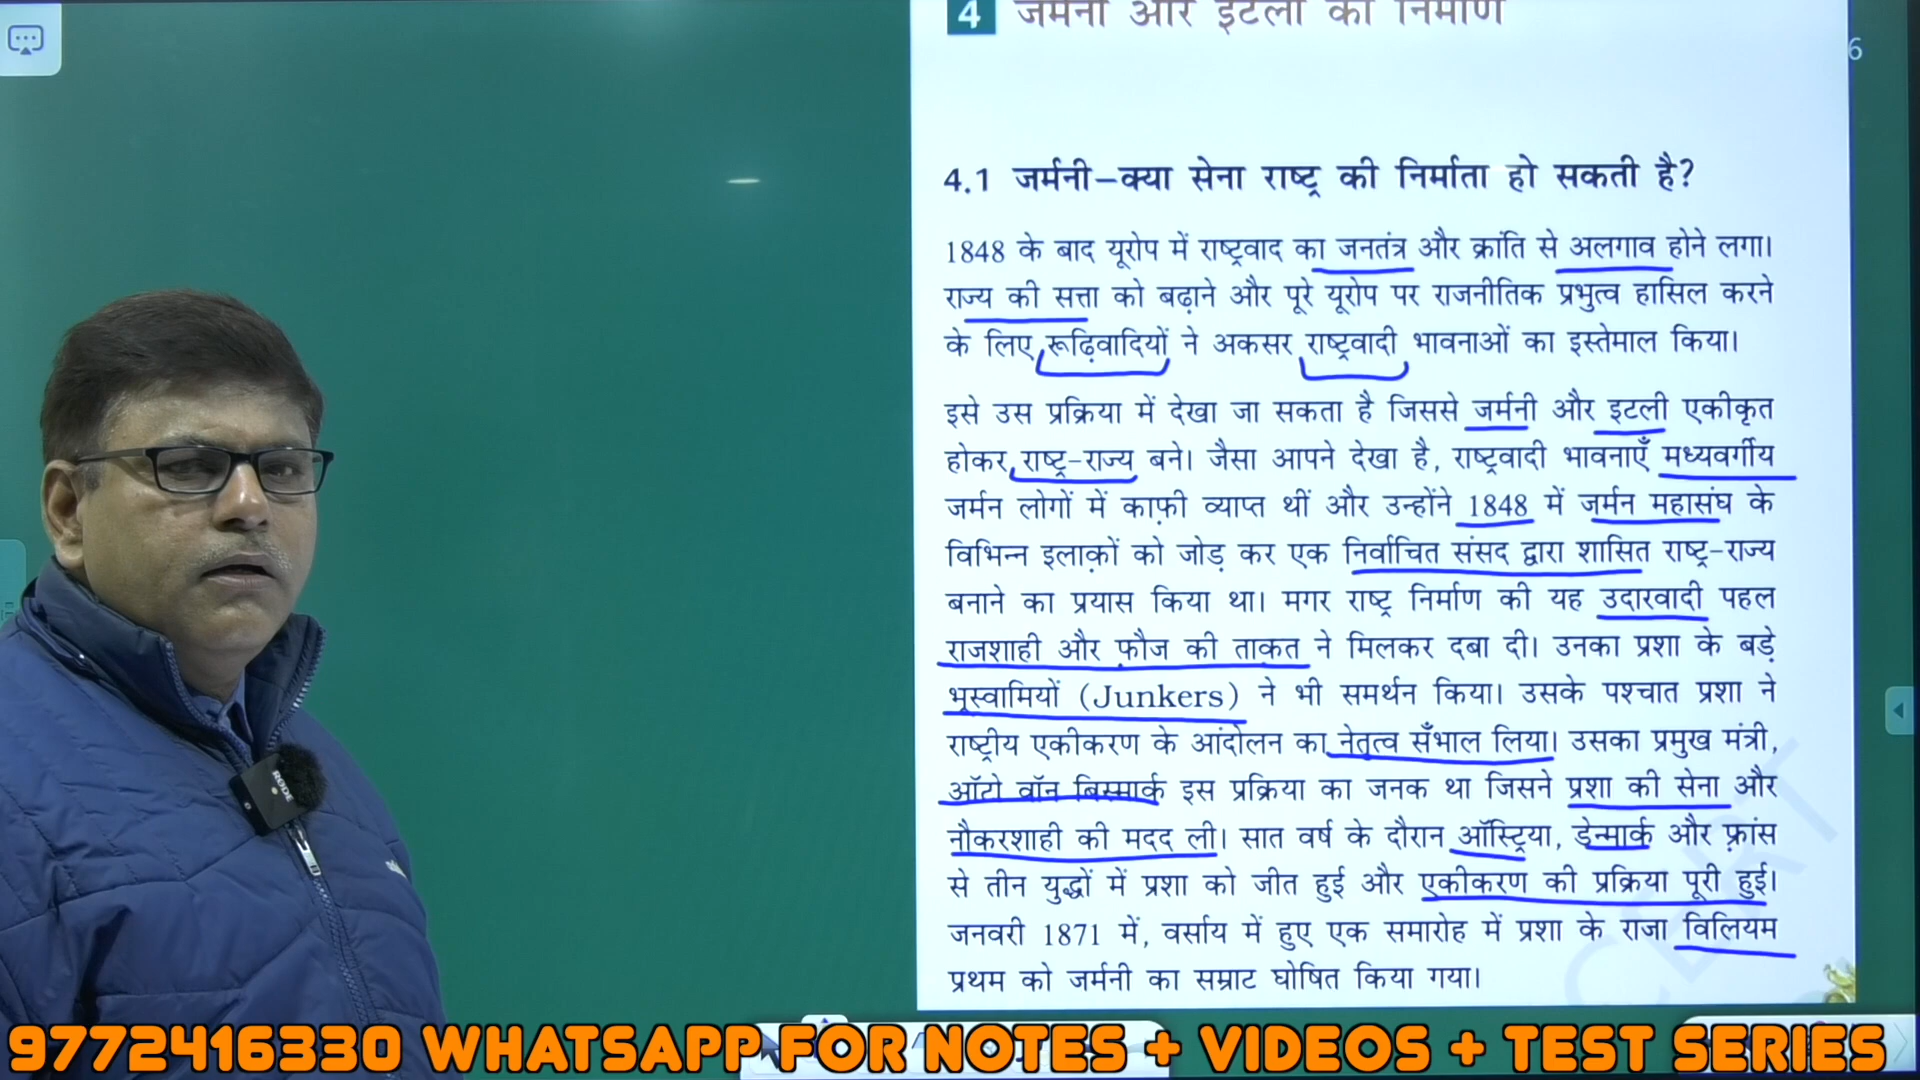 4 जर्मनी और इटली का निर्माण
6
4.1 जर्मनी–क्या सेना राष्ट्र की निर्माता हो सकती है?
1848 के बाद यूरोप में राष्ट्रवाद का जनतंत्र और क्रांति से अलगाव होने लगा।
राज्य की सत्ता को बढ़ाने और पूरे यूरोप पर राजनीतिक प्रभुत्व हासिल करने
के लिए रूढ़िवादियों ने अकसर राष्ट्रवादी भावनाओं का इस्तेमाल किया।
इसे उस प्रक्रिया में देखा जा सकता है जिससे जर्मनी और इटली एकीकृत
होकर राष्ट्र-राज्य बने। जैसा आपने देखा है, राष्ट्रवादी भावनाएँ मध्यवर्गीय
जर्मन लोगों में काफ़ी व्याप्त थीं और उन्होंने 1848 में जर्मन महासंघ के
विभिन्न इलाक़ों को जोड़ कर एक निर्वाचित संसद द्वारा शासित राष्ट्र-राज्य
बनाने का प्रयास किया था। मगर राष्ट्र निर्माण की यह उदारवादी पहल
राजशाही और फ़ौज की ताकत ने मिलकर दबा दी। उनका प्रशा के बड़े
भूस्वामियों (Junkers) ने भी समर्थन किया। उसके पश्चात प्रशा ने
राष्ट्रीय एकीकरण के आंदोलन का नेतृत्व सँभाल लिया। उसका प्रमुख मंत्री,
ऑटो वॉन बिस्मार्क इस प्रक्रिया का जनक था जिसने प्रशा की सेना और
नौकरशाही की मदद ली। सात वर्ष के दौरान ऑस्ट्रिया, डेन्मार्क और फ़्रांस
से तीन युद्धों में प्रशा को जीत हुई और एकीकरण की प्रक्रिया पूरी हुई।
जनवरी 1871 में, वर्साय में हुए एक समारोह में प्रशा के राजा विलियम
प्रथम को जर्मनी का सम्राट घोषित किया गया।
RODE
9772416330 WHATSAPP FOR NOTES + VIDEOS + TEST SERIES